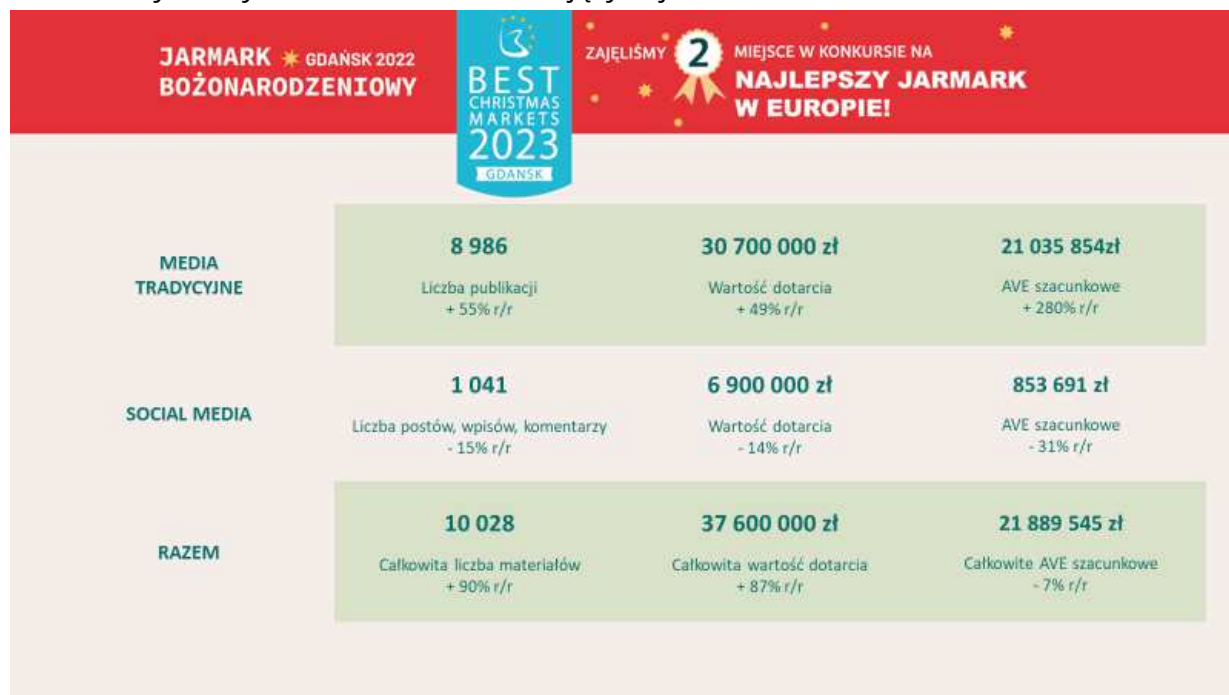 JARMARK GDAŃSK 2022
BOŻONARODZENIOWY
BEST
CHRISTMAS
MARKETS
2023
GDANSK
ZAJĘLIŚMY 2 MIEJSCE W KONKURSIE NA
NAJLEPSZY JARMARK
W EUROPIE!
MEDIA
TRADYCYJNE
8 986
Liczba publikacji
+ 55% r/r
30 700 000 zł
Wartość dotarcia
+ 49% r/r
21 035 854zł
AVE szacunkowe
+ 280% r/r
SOCIAL MEDIA
1 041
Liczba postów, wpisów, komentarzy
- 15% r/r
6 900 000 zł
Wartość dotarcia
- 14% r/r
853 691 zł
AVE szacunkowe
- 31% r/r
RAZEM
10 028
Całkowita liczba materiałów
+ 90% r/r
37 600 000 zł
Całkowita wartość dotarcia
+ 87% r/r
21 889 545 zł
Całkowite AVE szacunkowe
- 7% r/r